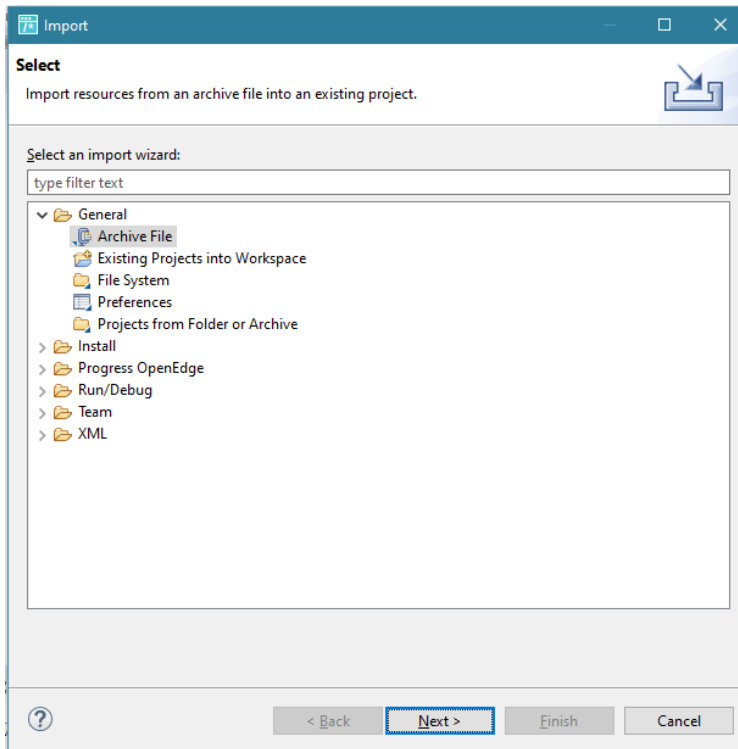 Import
Select
Import resources from an archive file into an existing project.
Select an import wizard:
type filter text
General
Archive File
Existing Projects into Workspace
File System
Preferences
Projects from Folder or Archive
Install
Progress OpenEdge
Run/Debug
Team
XML
< Back Next > Finish Cancel